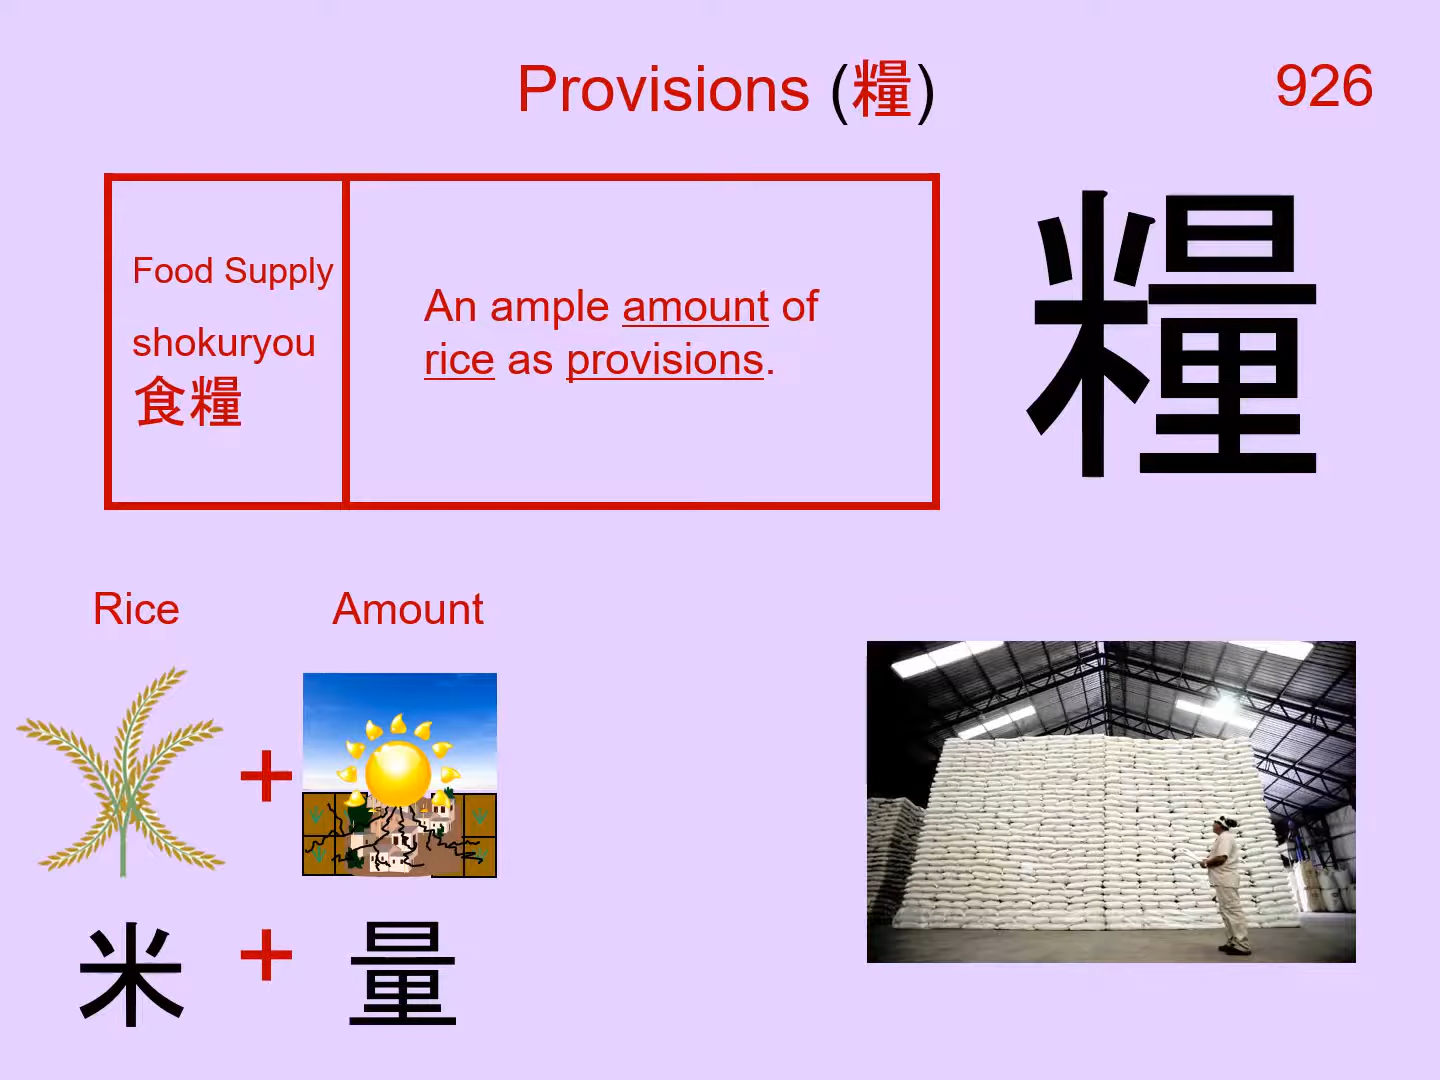 Provisions (糧)
926
Food Supply
shokuryou
食糧
An ample amount of
rice as provisions.
糧
Rice
Amount
+
米 + 量